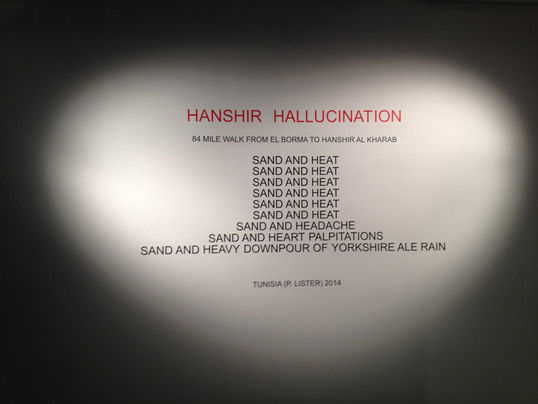 HANSHIR HALLUCINATION
84 MILE WALK FROM EL BORMA TO HANSHIR AL KHARAB
SAND AND HEAT
SAND AND HEAT
SAND AND HEAT
SAND AND HEAT
SAND AND HEAT
SAND AND HEAT
SAND AND HEADACHE
SAND AND HEART PALPITATIONS
SAND AND HEAVY DOWNPOUR OF YORKSHIRE ALE RAIN
TUNISIA (P. LISTER) 2014